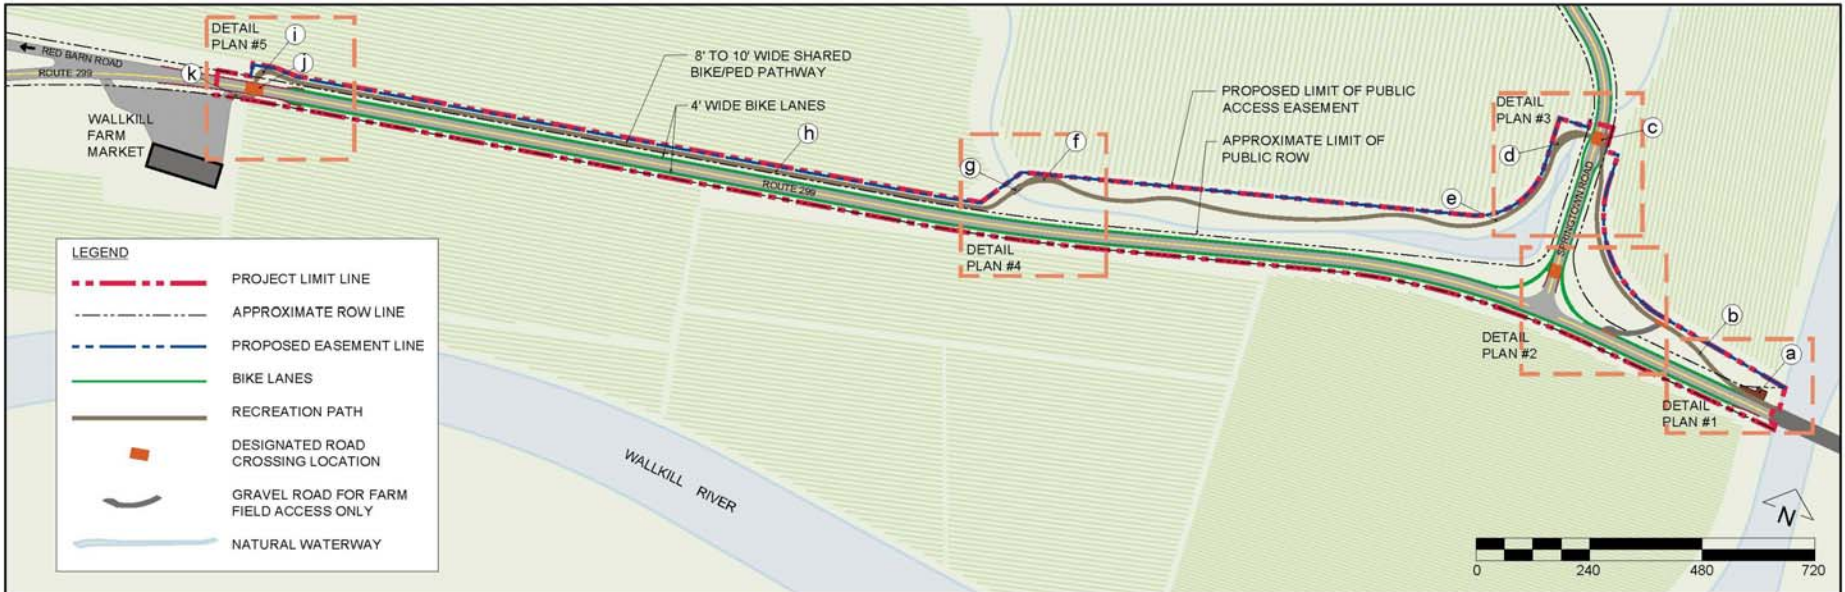 DETAIL
PLAN #5
i
j
k
RED BARN ROAD
ROUTE 299
WALLKILL
FARM
MARKET
8' TO 10' WIDE SHARED
BIKE/PED PATHWAY
4' WIDE BIKE LANES
h
ROUTE 299
g
f
DETAIL
PLAN #4
PROPOSED LIMIT OF PUBLIC
ACCESS EASEMENT
APPROXIMATE LIMIT OF
PUBLIC ROW
e
DETAIL
PLAN #3
c
d
SPRINGTOWN ROAD
DETAIL
PLAN #2
b
a
DETAIL
PLAN #1
LEGEND
PROJECT LIMIT LINE
APPROXIMATE ROW LINE
PROPOSED EASEMENT LINE
BIKE LANES
RECREATION PATH
DESIGNATED ROAD
CROSSING LOCATION
GRAVEL ROAD FOR FARM
FIELD ACCESS ONLY
NATURAL WATERWAY
WALLKILL RIVER
N
0 240 480 720